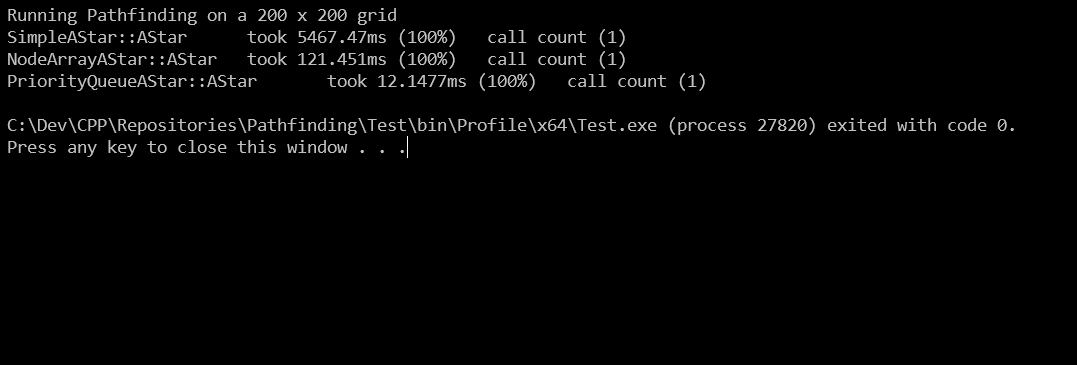 Running Pathfinding on a 200 x 200 grid
SimpleAStar::AStar      took 5467.47ms (100%)   call count (1)
NodeArrayAStar::AStar   took 121.451ms (100%)   call count (1)
PriorityQueueAStar::AStar       took 12.1477ms (100%)   call count (1)
C:\Dev\CPP\Repositories\Pathfinding\Test\bin\Profile\x64\Test.exe (process 27820) exited with code 0.
Press any key to close this window . . .